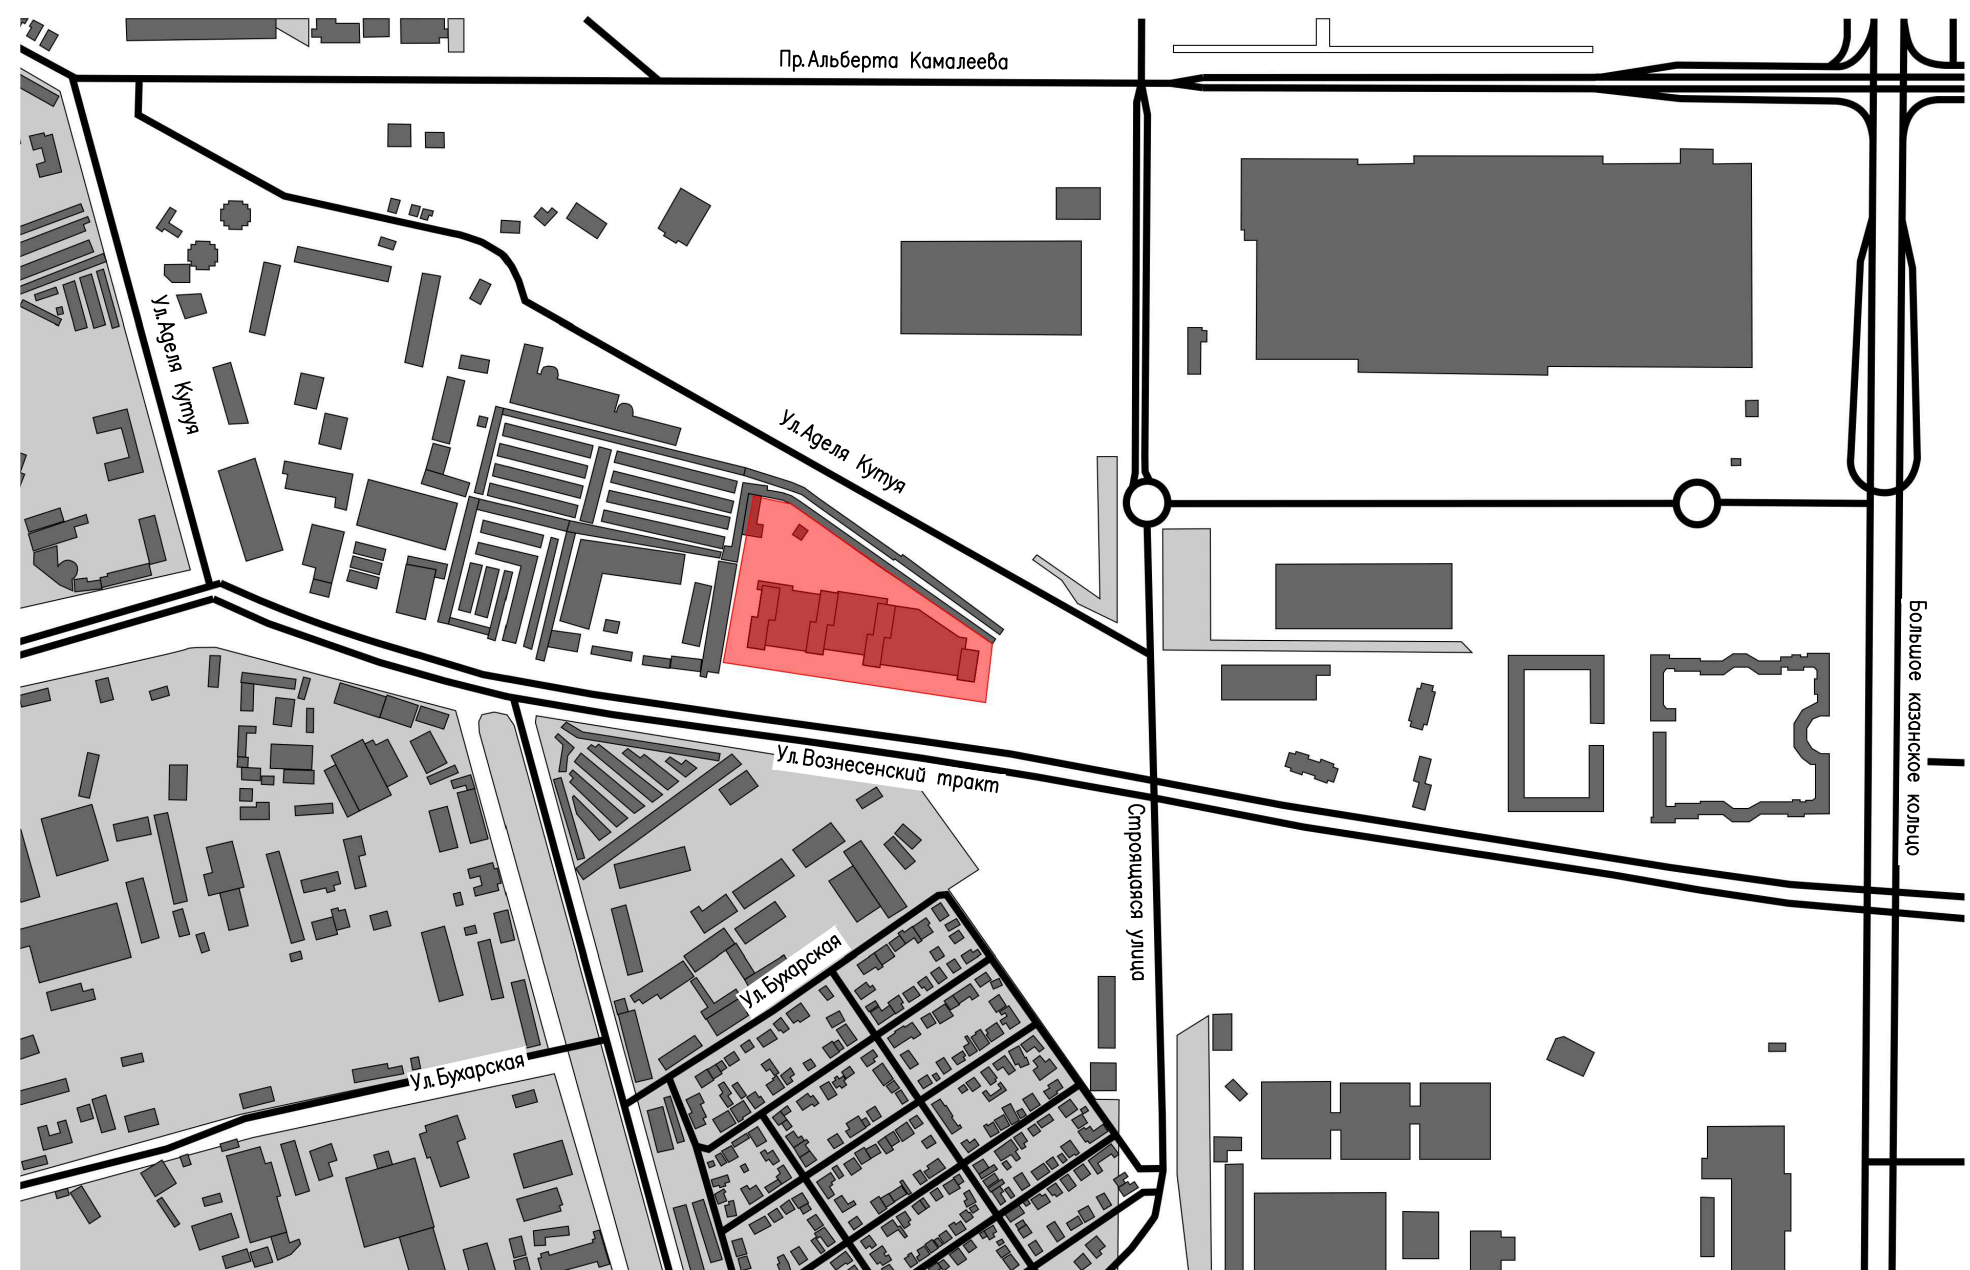 Пр.Альберта Камалеева
Ул.Аделя Кутуя
Ул.Аделя Кутуя
Большое казанское кольцо
Ул.Вознесенский тракт
Строящаяся улица
Ул.Бухарская
Ул.Бухарская